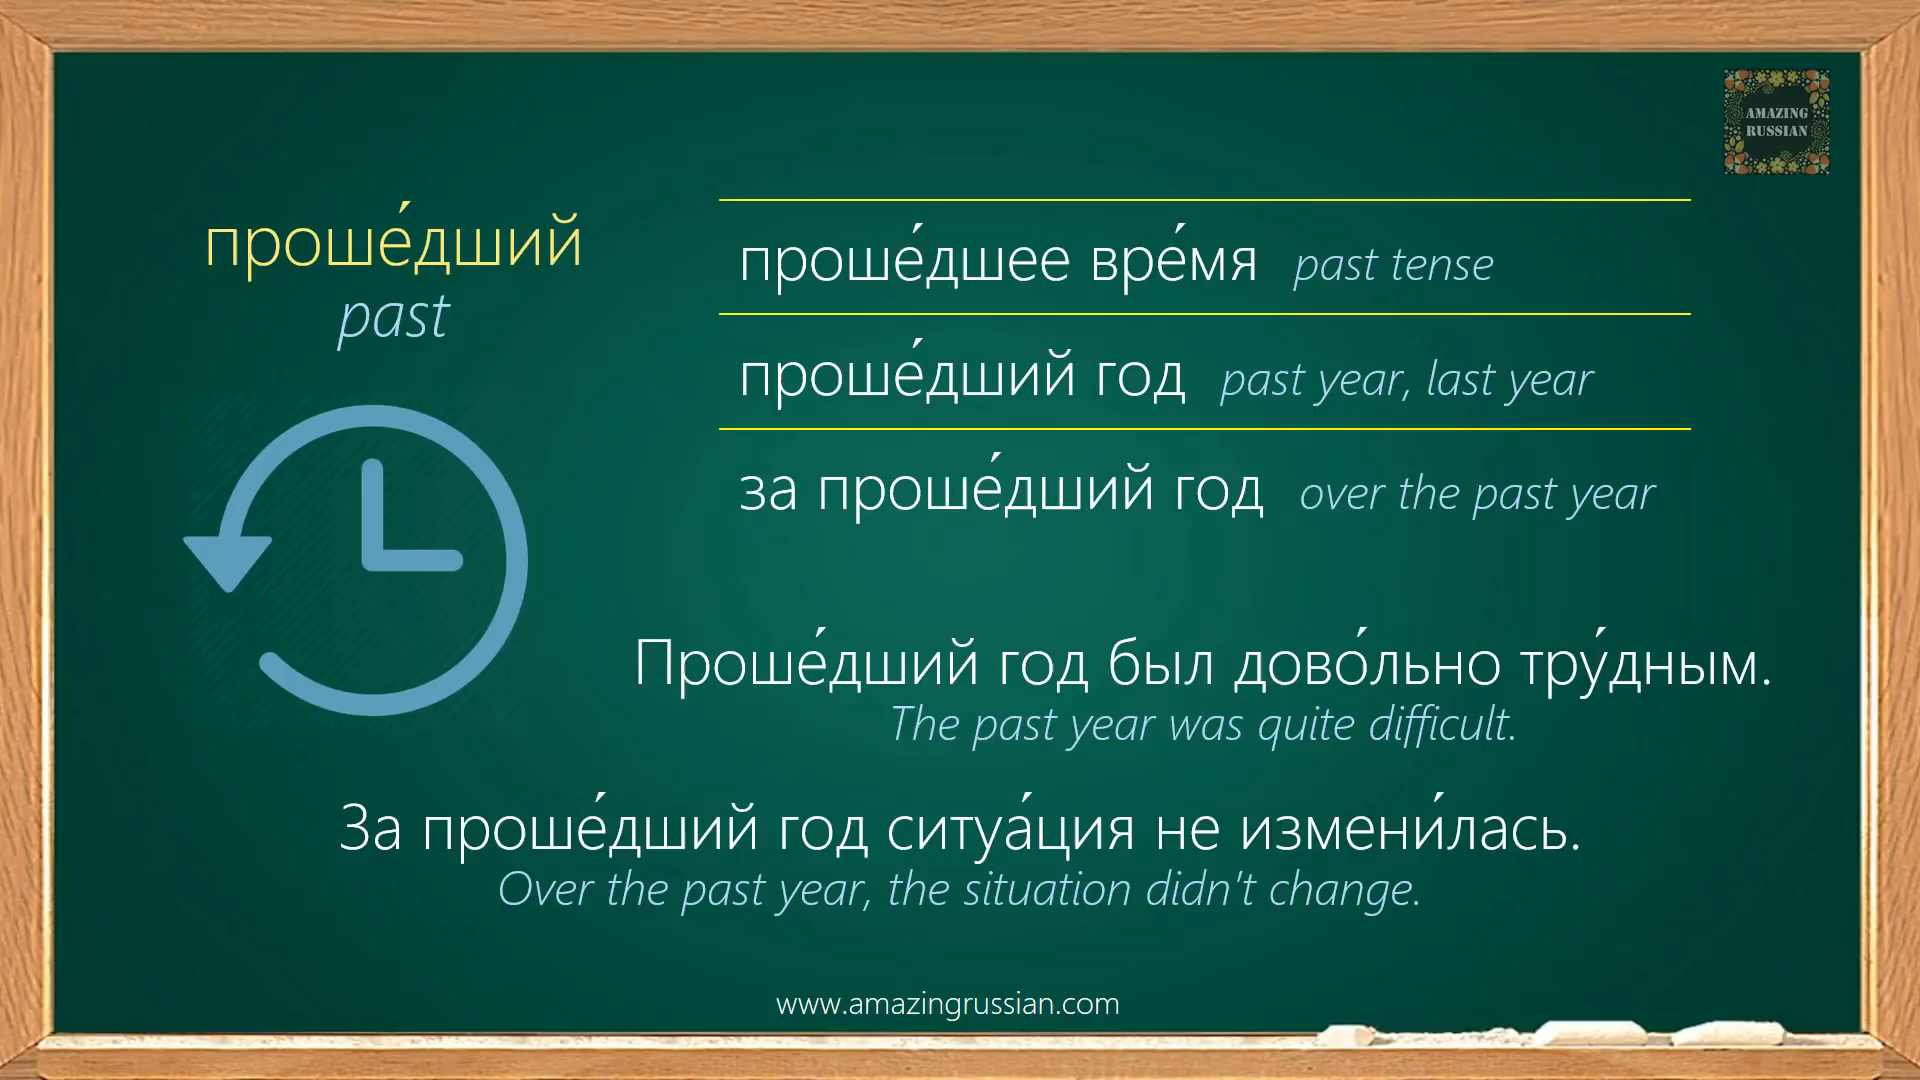 AMAZING
RUSSIAN
проше́дший
past
проше́дшее вре́мя past tense
проше́дший год past year, last year
за проше́дший год over the past year
Проше́дший год был дово́льно тру́дным.
The past year was quite difficult.
За проше́дший год ситуа́ция не измени́лась.
Over the past year, the situation didn't change.
www.amazingrussian.com